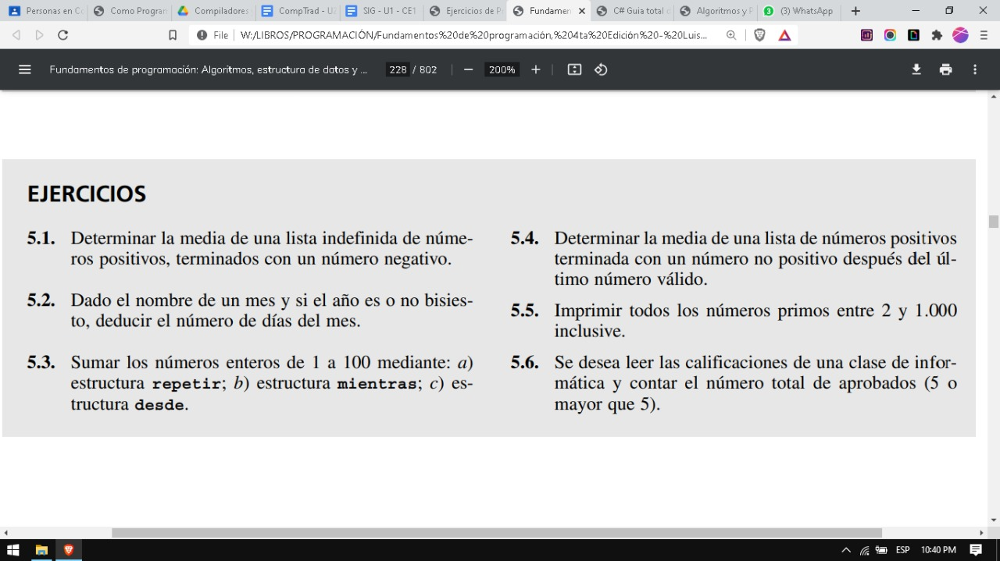 Personas en Co
Como Program
Compiladores
CompTrad - U
SIG - U1 - CE1
Ejercicios de P
Fundamen
C# Guia total d
Algoritmos y P
(3) WhatsApp
File
W:/LIBROS/PROGRAMACIÓN/Fundamentos%20de%20programación.%204ta%20Edición%20-%20Luis...
Fundamentos de programación: Algoritmos, estructura de datos y ...
228 / 802
200%
EJERCICIOS
5.1. Determinar la media de una lista indefinida de núme-
ros positivos, terminados con un número negativo.
5.2. Dado el nombre de un mes y si el año es o no bisies-
to, deducir el número de días del mes.
5.3. Sumar los números enteros de 1 a 100 mediante: a)
estructura repetir; b) estructura mientras; c) es-
tructura desde.
5.4. Determinar la media de una lista de números positivos
terminada con un número no positivo después del úl-
timo número válido.
5.5. Imprimir todos los números primos entre 2 y 1.000
inclusive.
5.6. Se desea leer las calificaciones de una clase de infor-
mática y contar el número total de aprobados (5 o
mayor que 5).
ESP
10:40 PM